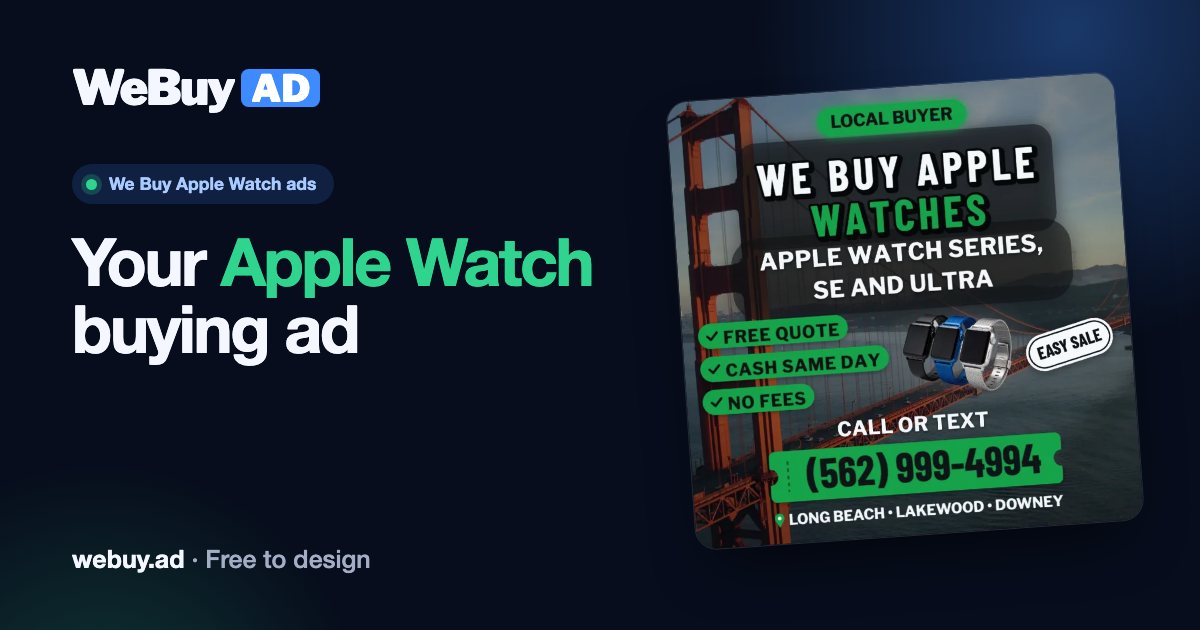 WeBuy AD
We Buy Apple Watch ads
Your Apple Watch
buying ad
webuy.ad · Free to design
LOCAL BUYER
WE BUY APPLE
WATCHES
APPLE WATCH SERIES,
SE AND ULTRA
FREE QUOTE
CASH SAME DAY
NO FEES
EASY SALE
CALL OR TEXT
(562) 999-4994
LONG BEACH • LAKEWOOD • DOWNEY